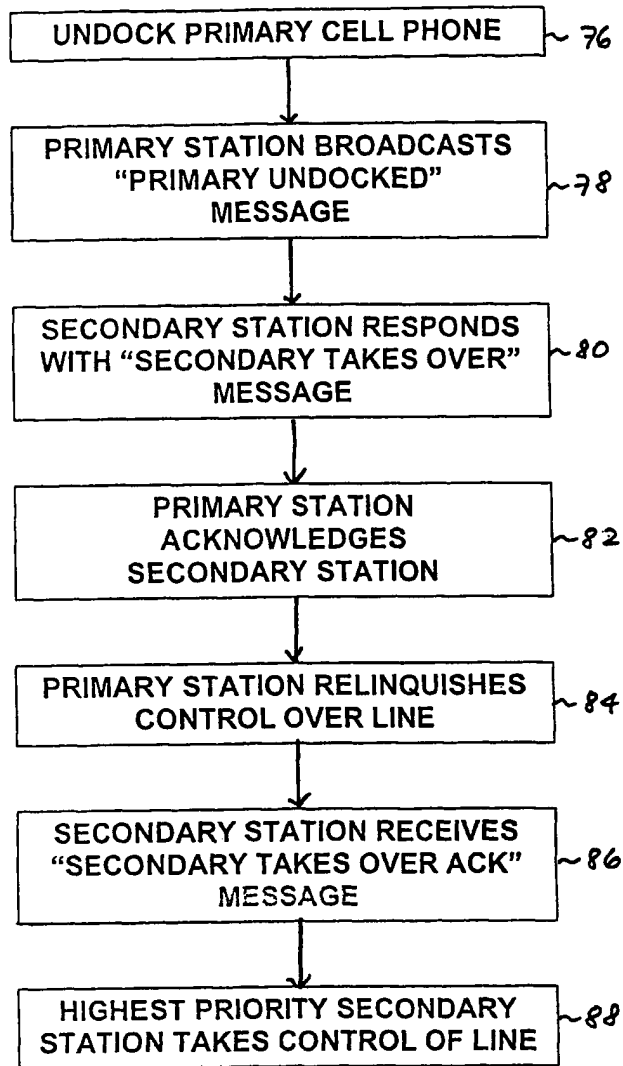 UNDOCK PRIMARY CELL PHONE ~ 76
PRIMARY STATION BROADCASTS
“PRIMARY UNDOCKED”
MESSAGE
~78
SECONDARY STATION RESPONDS
WITH “SECONDARY TAKES OVER”
MESSAGE
~80
PRIMARY STATION
ACKNOWLEDGES
SECONDARY STATION
~82
PRIMARY STATION RELINQUISHES
CONTROL OVER LINE
~84
SECONDARY STATION RECEIVES
“SECONDARY TAKES OVER ACK”
MESSAGE
~86
HIGHEST PRIORITY SECONDARY
STATION TAKES CONTROL OF LINE
~88